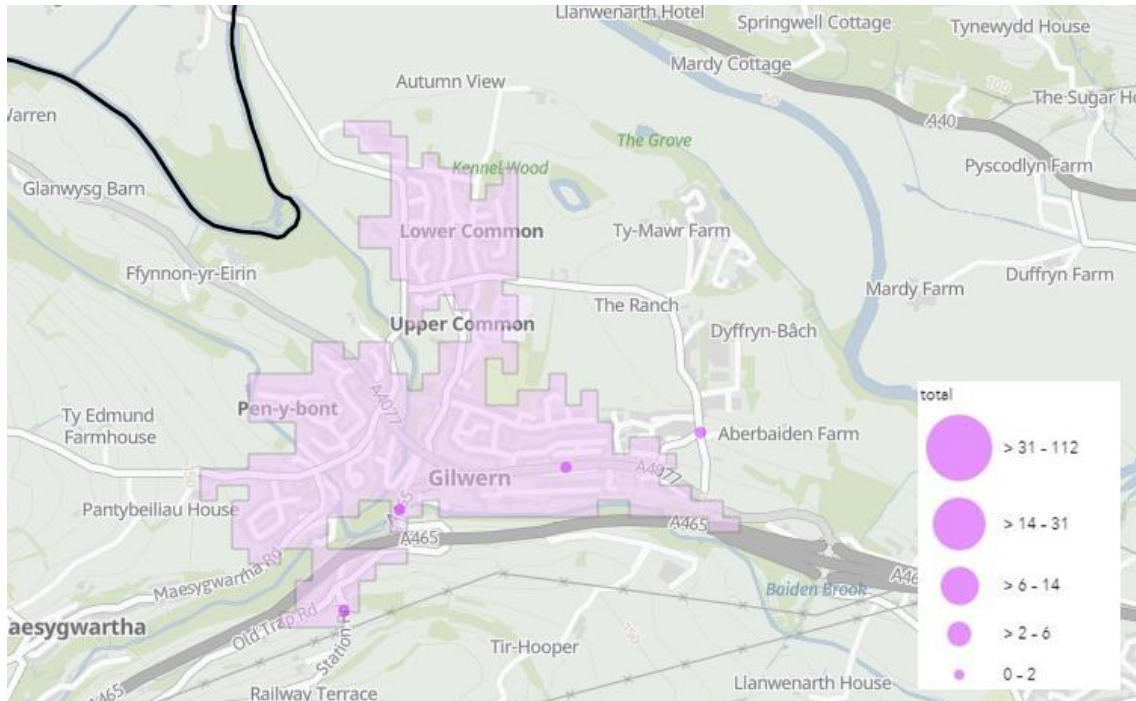 Llanwenarth Hotel
Springwell Cottage
Tynewydd House
Mardy Cottage
Autumn View
100
The Sugar
50
Warren
A40
The Grove
Kennel Wood
Pyscodlyn Farm
Glanwysg Barn
Lower Common
Ty-Mawr Farm
Ffynnon-yr-Eirin
Duffryn Farm
Mardy Farm
The Ranch
Upper Common
Dyffryn-Bâch
total
A4077
Pen-y-bont
Ty Edmund
Farmhouse
Aberbaiden Farm
> 31 - 112
Gilwern
A4077
Pantybeiliau House
A465
A465
> 14 - 31
Maesygwartha Rd
Baiden Brook
> 6 - 14
aesygwartha
Old Trap Rd
150
Tir-Hooper
> 2 - 6
Station
Llanwenarth House
0 - 2
A465
Railway Terrace